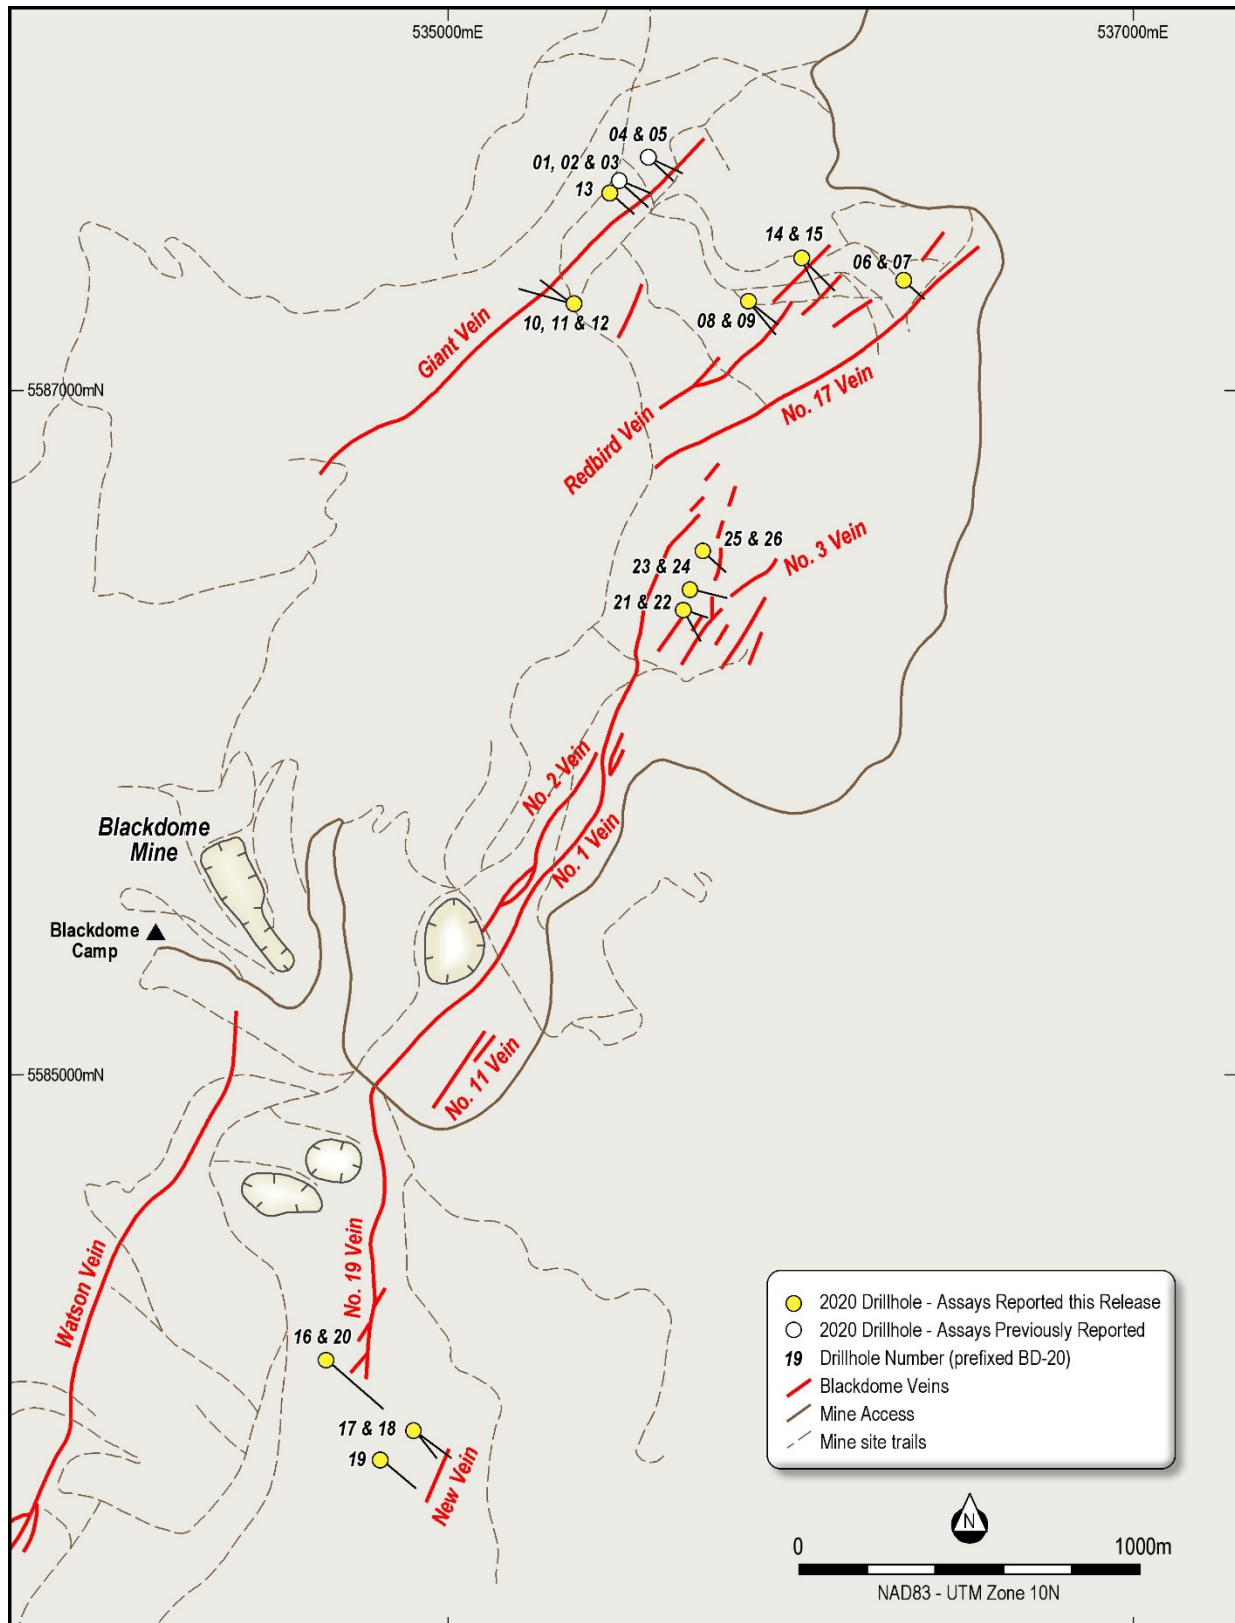 535000mE
537000mE
04 & 05
01, 02 & 03
13
14 & 15
06 & 07
10, 11 & 12
08 & 09
Giant Vein
5587000mN
No. 17 Vein
Redbird Vein
25 & 26
No. 3 Vein
23 & 24
21 & 22
No. 2 Vein
No. 1 Vein
Blackdome
Mine
Blackdome
Camp
No. 11 Vein
5585000mN
No. 19 Vein
Watson Vein
16 & 20
17 & 18
19
New Vein
2020 Drillhole - Assays Reported this Release
2020 Drillhole - Assays Previously Reported
19 Drillhole Number (prefixed BD-20)
Blackdome Veins
Mine Access
Mine site trails
N
0 1000m
NAD83 - UTM Zone 10N